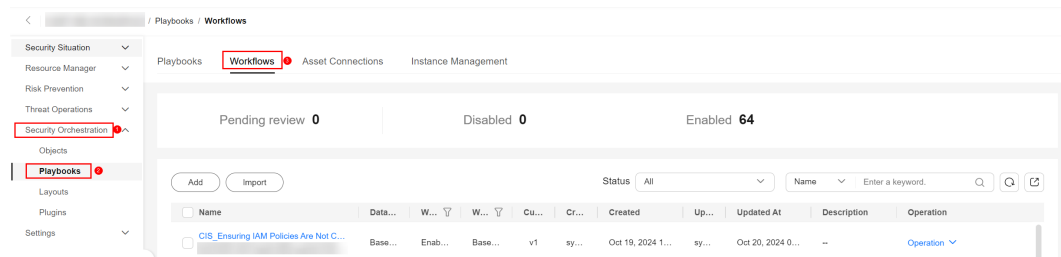 / Playbooks / Workflows
Security Situation
Resource Manager
Risk Prevention
Threat Operations
Security Orchestration 1
Objects
Playbooks 2
Layouts
Plugins
Settings
Playbooks Workflows 3 Asset Connections Instance Management
Pending review 0 Disabled 0 Enabled 64
Add Import Status All Name Enter a keyword.
Name Data... W... W... Cu... Cr... Created Up... Updated At Description Operation
CIS_Ensuring IAM Policies Are Not C... Base... Enab... Base... v1 sy... Oct 19, 2024 1... sy... Oct 20, 2024 0... -- Operation